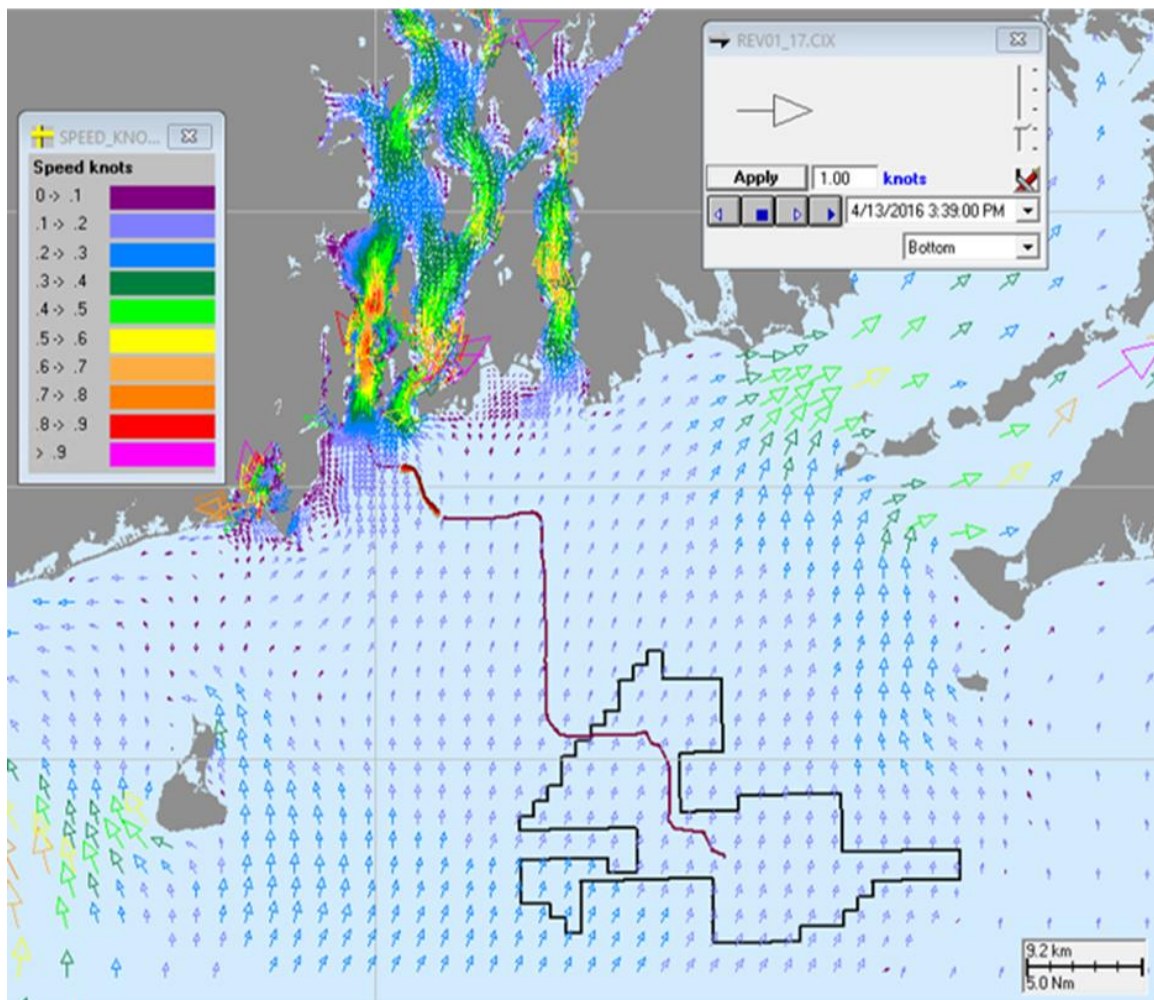 REV01_17.CIX
Apply 1.00 knots
4/13/2016 3:39:00 PM
Bottom
SPEED_KNO...
Speed knots
0-> .1
.1-> .2
.2-> .3
.3-> .4
.4-> .5
.5-> .6
.6-> .7
.7-> .8
.8-> .9
> .9
9.2 km
5.0 Nm